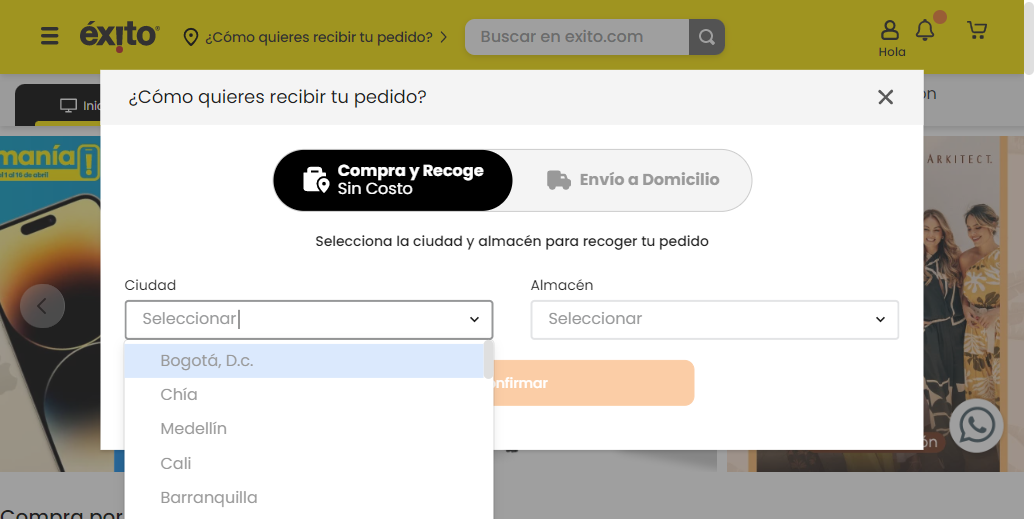 éxito
¿Cómo quieres recibir tu pedido?
Buscar en exito.com
Hola
¿Cómo quieres recibir tu pedido?
manía
Compra y Recoge
Sin Costo
Envío a Domicilio
ARKITECT.
Selecciona la ciudad y almacén para recoger tu pedido
Ciudad
Almacén
Seleccionar
Seleccionar
Bogotá, D.c.
Chía
Medellín
Cali
Barranquilla
Compra por